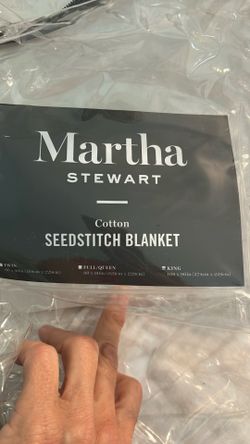 Martha
STEWART
Cotton
SEEDSTITCH BLANKET
TWIN
FULL/QUEEN
KING